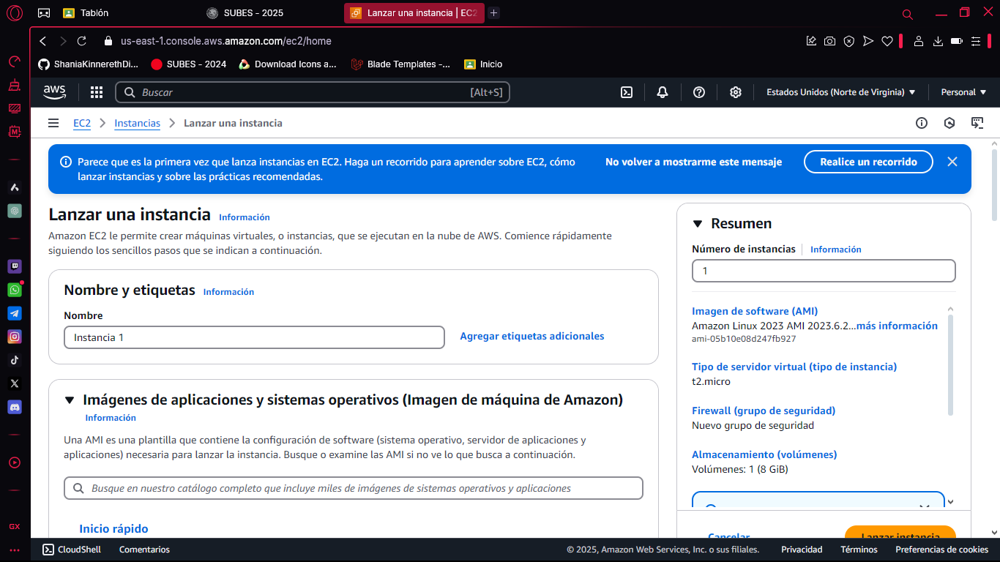 Tablón
SUBES - 2025
Lanzar una instancia | EC2
us-east-1.console.aws.amazon.com/ec2/home
ShaniaKinnerethDi...
SUBES - 2024
Download Icons a...
Blade Templates -...
Inicio
aws
Buscar
[Alt+S]
Estados Unidos (Norte de Virginia)
Personal
EC2
Instancias
Lanzar una instancia
Parece que es la primera vez que lanza instancias en EC2. Haga un recorrido para aprender sobre EC2, cómo
lanzar instancias y sobre las prácticas recomendadas.
No volver a mostrarme este mensaje
Realice un recorrido
Lanzar una instancia
Información
Amazon EC2 le permite crear máquinas virtuales, o instancias, que se ejecutan en la nube de AWS. Comience rápidamente
siguiendo los sencillos pasos que se indican a continuación.
Nombre y etiquetas
Información
Nombre
Instancia 1
Agregar etiquetas adicionales
Imágenes de aplicaciones y sistemas operativos (Imagen de máquina de Amazon)
Información
Una AMI es una plantilla que contiene la configuración de software (sistema operativo, servidor de aplicaciones y
aplicaciones) necesaria para lanzar la instancia. Busque o examine las AMI si no ve lo que busca a continuación.
Busque en nuestro catálogo completo que incluye miles de imágenes de sistemas operativos y aplicaciones
Inicio rápido
Resumen
Número de instancias
Información
1
Imagen de software (AMI)
Amazon Linux 2023 AMI 2023.6.2...más información
ami-05b10e08d247fb927
Tipo de servidor virtual (tipo de instancia)
t2.micro
Firewall (grupo de seguridad)
Nuevo grupo de seguridad
Almacenamiento (volúmenes)
Volúmenes: 1 (8 GiB)
Cancelar
Lanzar instancia
GX
CloudShell
Comentarios
© 2025, Amazon Web Services, Inc. o sus filiales.
Privacidad
Términos
Preferencias de cookies